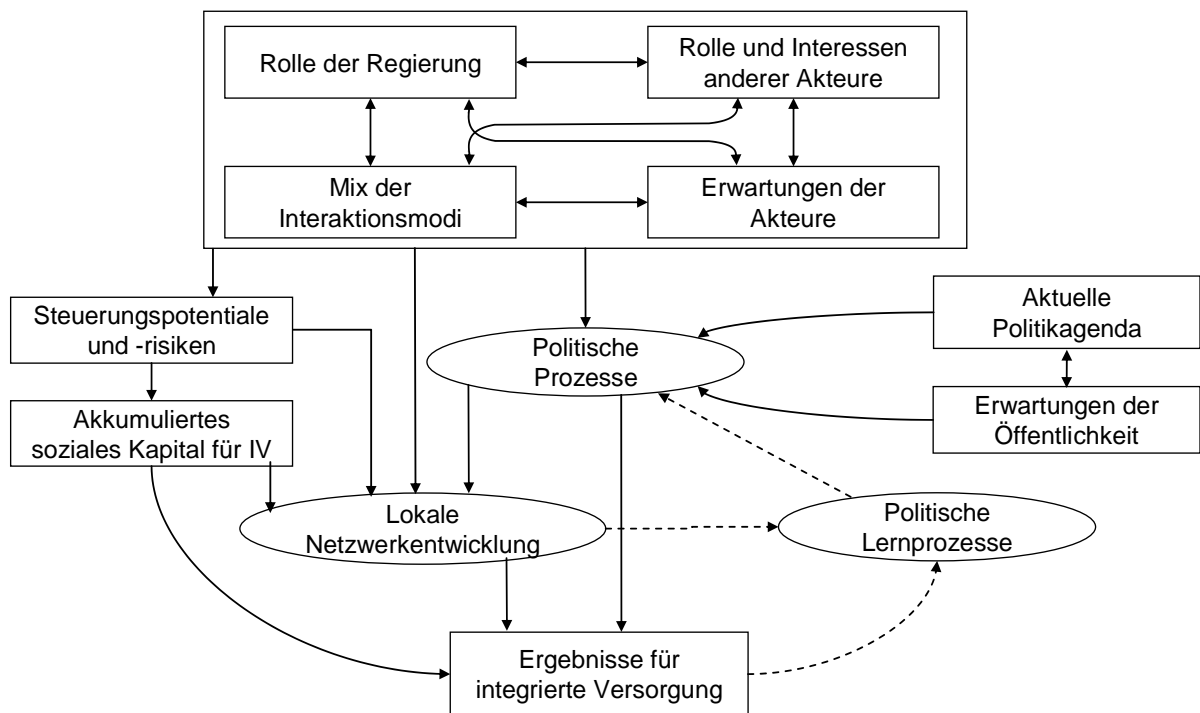 Rolle der Regierung
Rolle und Interessen
anderer Akteure
Mix der
Interaktionsmodi
Erwartungen der
Akteure
Steuerungspotentiale
und -risiken
Politische
Prozesse
Aktuelle
Politikagenda
Akkumuliertes
soziales Kapital für IV
Erwartungen der
Öffentlichkeit
Lokale
Netzwerkentwicklung
Politische
Lernprozesse
Ergebnisse für
integrierte Versorgung